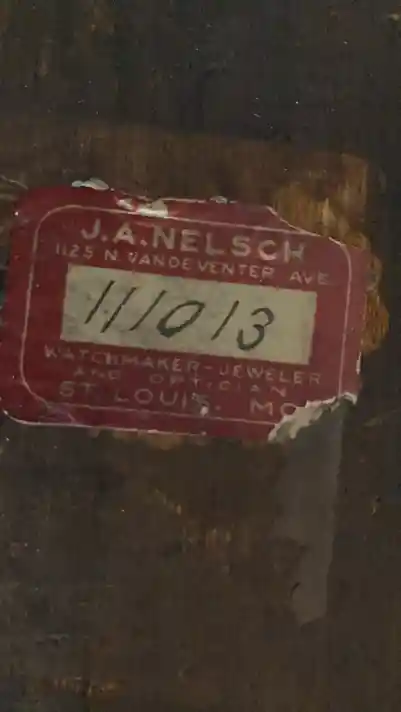 J.A. NELSCH
1125 N. VANDEVENTER AVE.
111013
WATCHMAKER-JEWELER
AND OPTICIAN
ST. LOUIS, MO